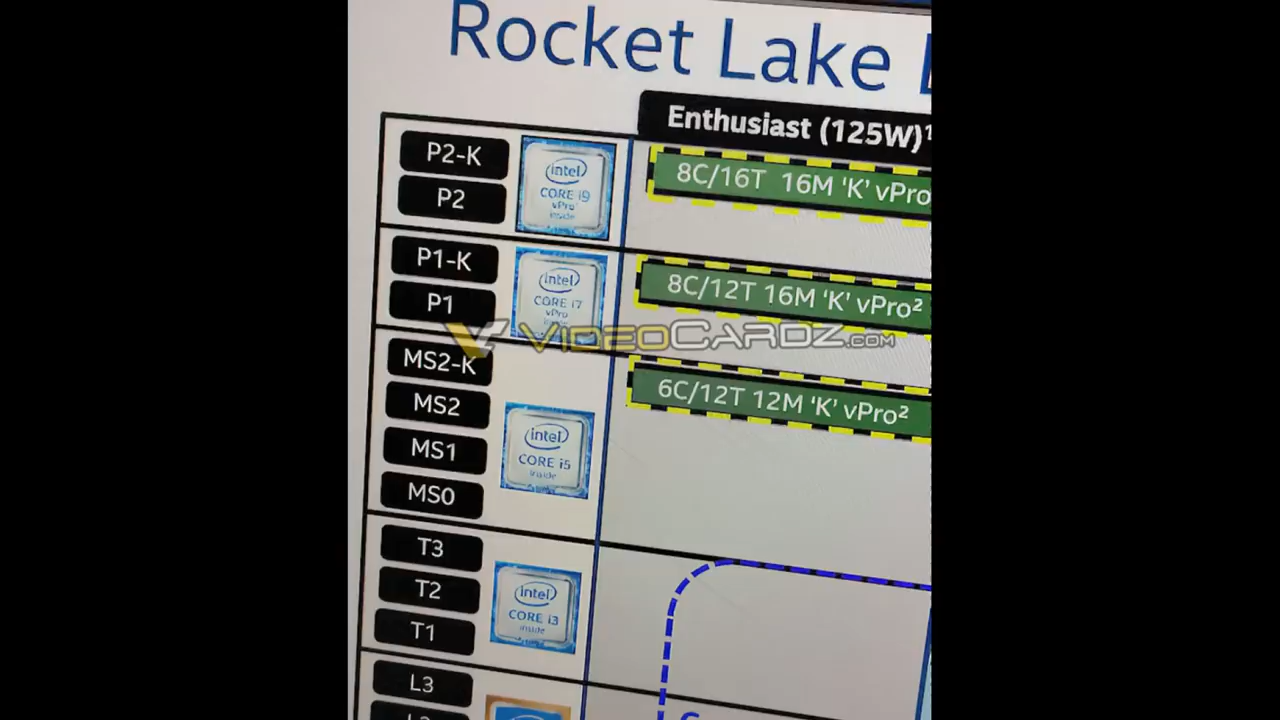 Rocket Lake
Enthusiast (125W)¹
P2-K
P2
intel
CORE i9
vPro
inside
8C/16T 16M ‘K’ vPro
P1-K
P1
intel
CORE i7
vPro
inside
8C/12T 16M ‘K’ vPro²
VIDEOCARDZ.COM
MS2-K
MS2
MS1
MS0
intel
CORE i5
inside
6C/12T 12M ‘K’ vPro²
T3
T2
T1
intel
CORE i3
inside
L3